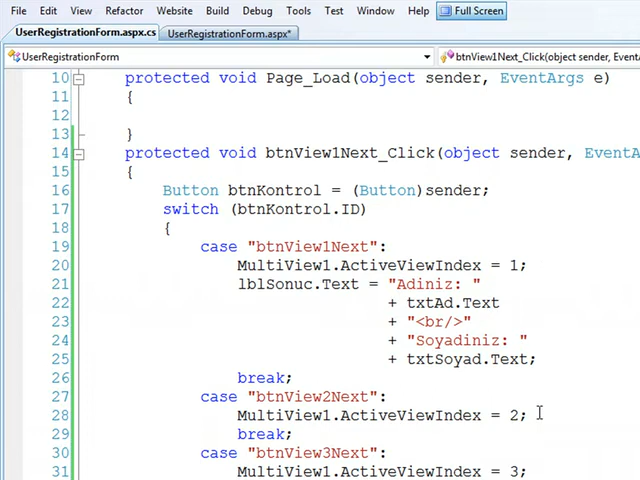 File Edit View Refactor Website Build Debug Tools Test Window Help Full Screen
UserRegistrationForm.aspx.cs UserRegistrationForm.aspx*
UserRegistrationForm btnView1Next_Click(object sender, Even
10 protected void Page_Load(object sender, EventArgs e)
11 {
12
13 }
14 protected void btnView1Next_Click(object sender, EventA
15 {
16 Button btnKontrol = (Button)sender;
17 switch (btnKontrol.ID)
18 {
19 case "btnView1Next":
20 MultiView1.ActiveViewIndex = 1;
21 lblSonuc.Text = "Adiniz: "
22 + txtAd.Text
23 + "<br/>"
24 + "Soyadiniz: "
25 + txtSoyad.Text;
26 break;
27 case "btnView2Next":
28 MultiView1.ActiveViewIndex = 2;
29 break;
30 case "btnView3Next":
31 MultiView1.ActiveViewIndex = 3;